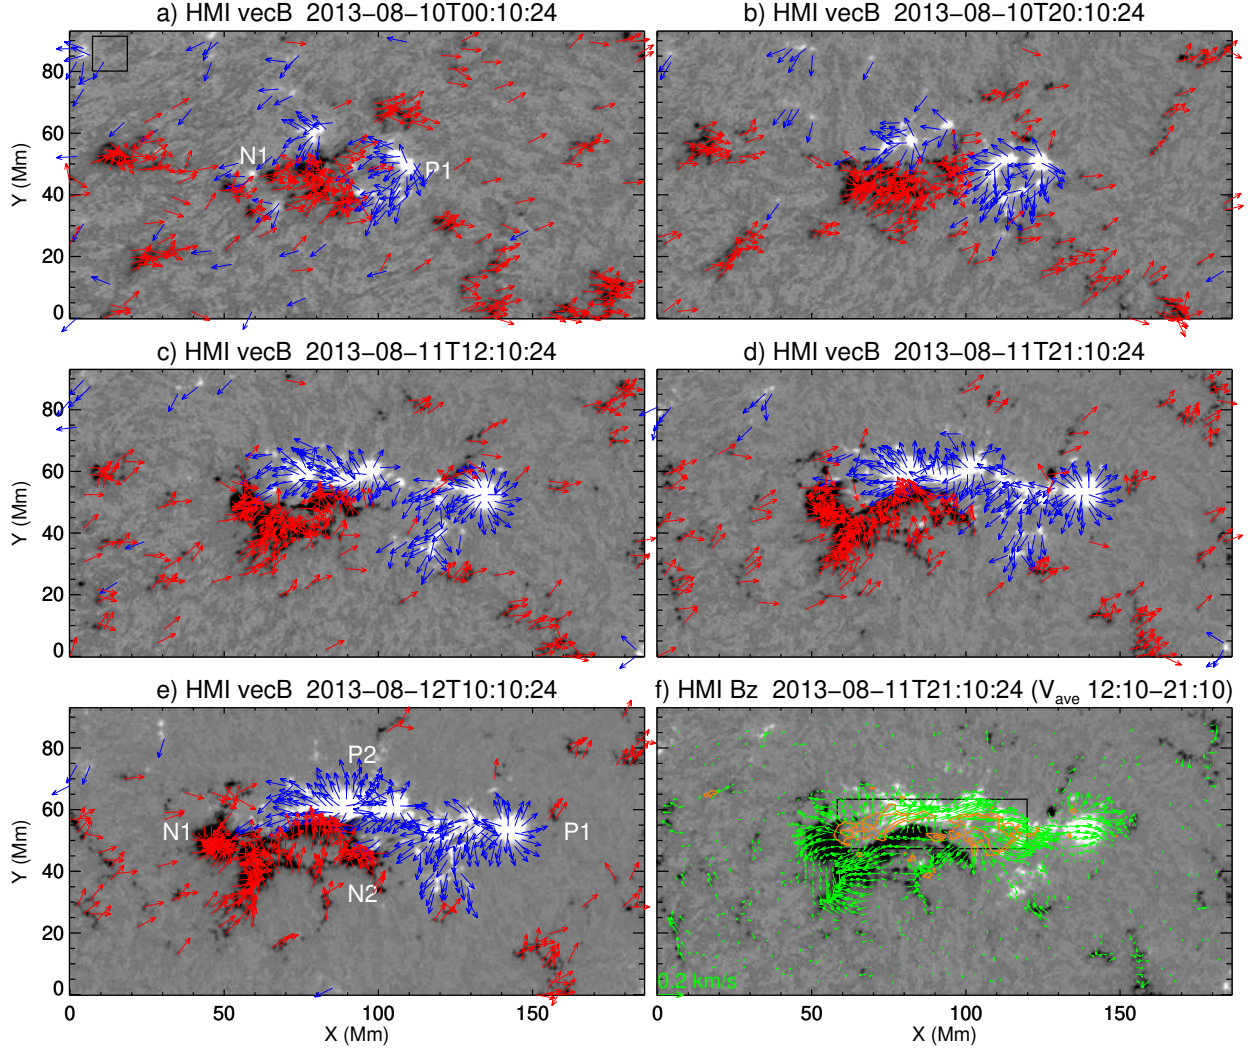 a) HMI vecB 2013-08-10T00:10:24
b) HMI vecB 2013-08-10T20:10:24
Y (Mm)
80
60
40
20
0
N1
P1
c) HMI vecB 2013-08-11T12:10:24
d) HMI vecB 2013-08-11T21:10:24
Y (Mm)
80
60
40
20
0
e) HMI vecB 2013-08-12T10:10:24
f) HMI Bz 2013-08-11T21:10:24 (Vave 12:10-21:10)
Y (Mm)
80
60
40
20
0
P2
N1
P1
N2
0.2 km/s
0 50 100 150
0 50 100 150
X (Mm)
X (Mm)